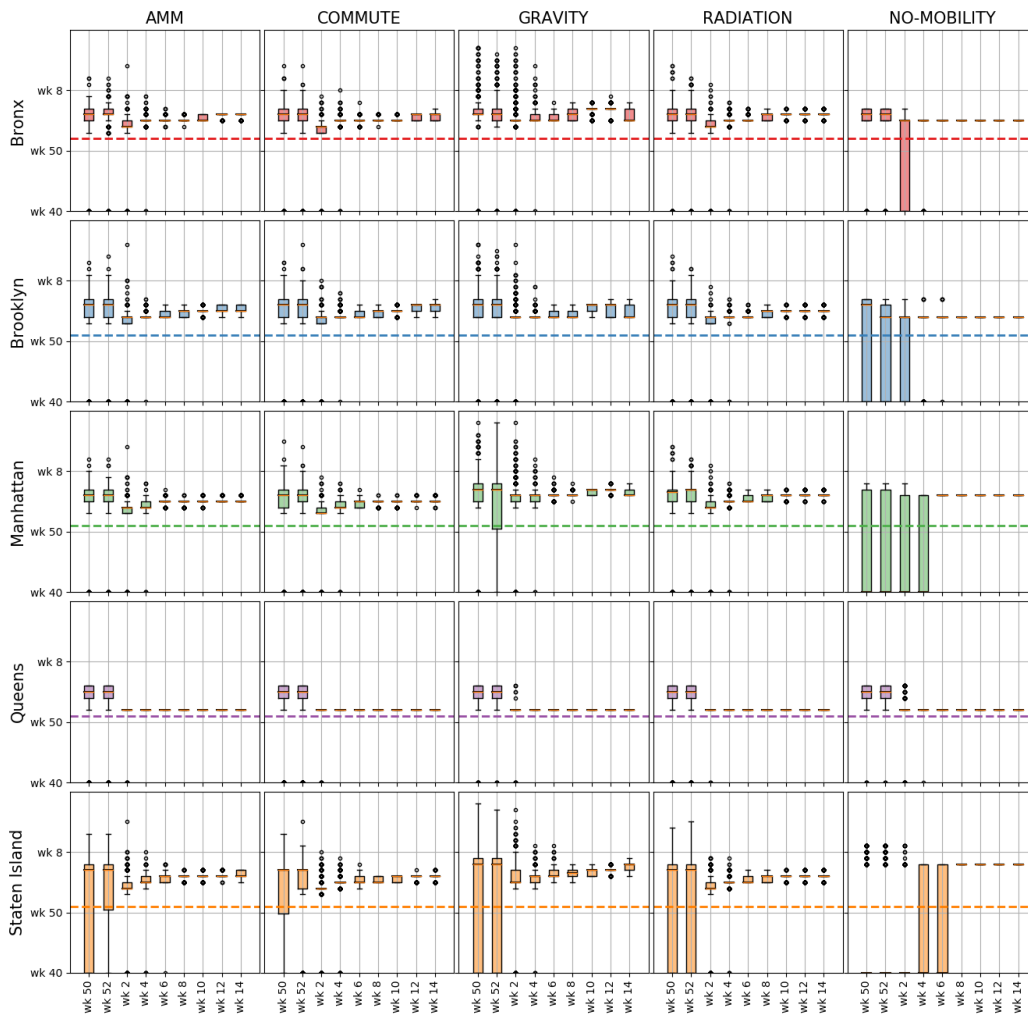 AMM COMMUTE GRAVITY RADIATION NO-MOBILITY
Bronx
wk 8
wk 50
wk 40
Brooklyn
wk 8
wk 50
wk 40
Manhattan
wk 8
wk 50
wk 40
Queens
wk 8
wk 50
wk 40
Staten Island
wk 8
wk 50
wk 40
wk 50 wk 52 wk 2 wk 4 wk 6 wk 8 wk 10 wk 12 wk 14 wk 50 wk 52 wk 2 wk 4 wk 6 wk 8 wk 10 wk 12 wk 14 wk 50 wk 52 wk 2 wk 4 wk 6 wk 8 wk 10 wk 12 wk 14 wk 50 wk 52 wk 2 wk 4 wk 6 wk 8 wk 10 wk 12 wk 14 wk 50 wk 52 wk 2 wk 4 wk 6 wk 8 wk 10 wk 12 wk 14